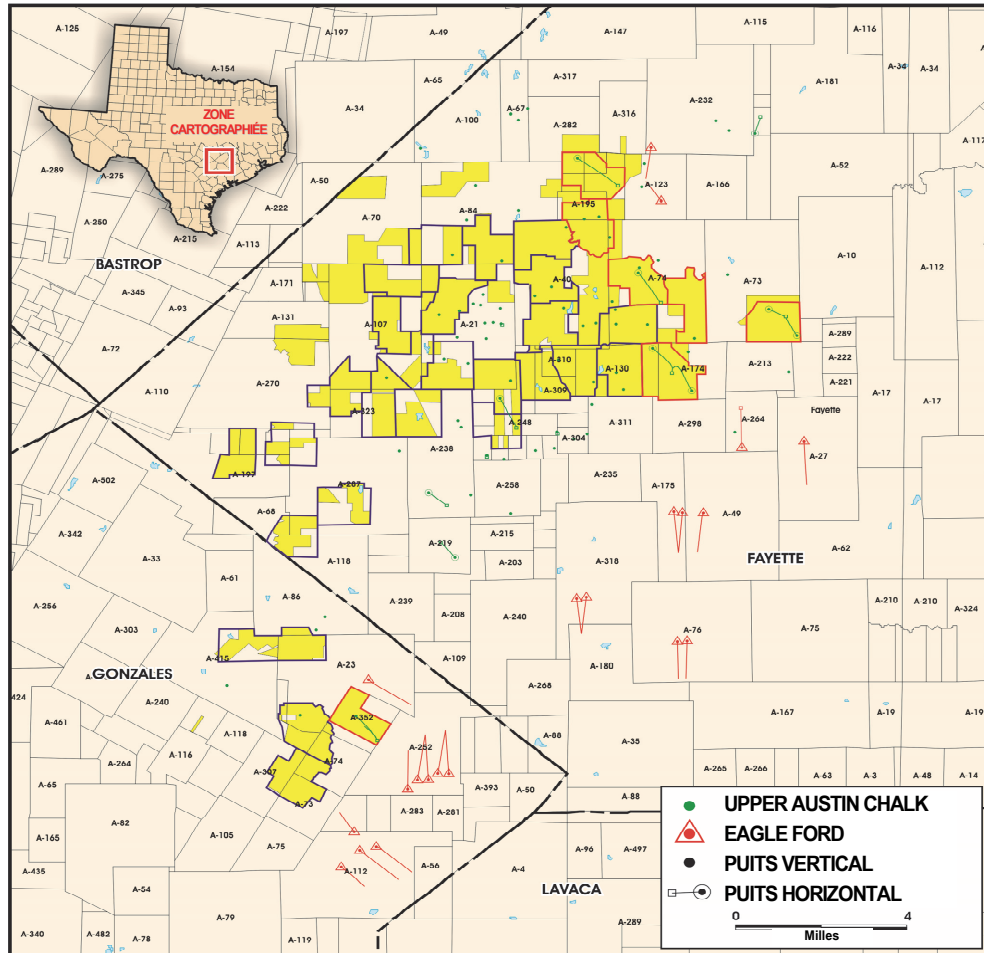 A-125
A-197
A-49
A-147
A-115
A-116
A-154
A-65
A-317
A-34
A-34
A-181
ZONE
CARTOGRAPHIÉE
A-34
A-100
A-67
A-282
A-316
A-232
A-117
A-289
A-275
A-50
A-123
A-166
A-52
A-222
A-195
A-250
A-215
A-113
A-70
A-84
A-10
A-112
BASTROP
A-171
A-40
A-74
A-73
A-345
A-93
A-131
A-107
A-21
A-289
A-72
A-222
A-110
A-270
A-810
A-130
A-174
A-213
A-221
A-309
A-17
A-323
A-248
A-311
A-298
A-264
Fayette
A-17
A-304
A-238
A-27
A-197
A-502
A-207
A-258
A-235
A-175
A-68
A-49
A-342
A-33
A-219
A-215
A-62
A-118
A-203
A-318
FAYETTE
A-61
A-86
A-256
A-239
A-208
A-240
A-210
A-210
A-324
A-303
A-76
A-75
A-415
A-23
A-109
A-180
GONZALES
A-268
A-424
A-240
A-352
A-167
A-19
A-19
A-461
A-118
A-88
A-35
A-116
A-252
A-264
A-74
A-307
A-265
A-266
A-63
A-3
A-48
A-14
A-65
A-73
A-393
A-50
A-88
A-82
A-283
A-281
A-165
A-105
A-75
A-96
A-497
A-435
A-112
A-56
A-4
A-54
LAVACA
A-79
A-289
A-340
A-482
A-78
A-119
UPPER AUSTIN CHALK
EAGLE FORD
PUITS VERTICAL
PUITS HORIZONTAL
0 4
Milles